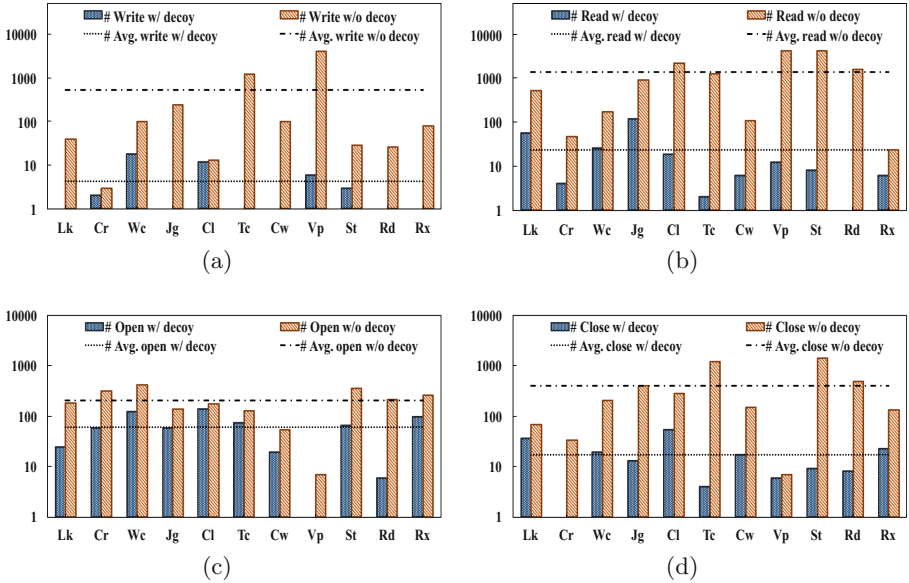 # Write w/ decoy # Write w/o decoy
# Avg. write w/ decoy # Avg. write w/o decoy
10000
1000
100
10
1
Lk Cr Wc Jg Cl Tc Cw Vp St Rd Rx
(a)
# Read w/ decoy # Read w/o decoy
# Avg. read w/ decoy # Avg. read w/o decoy
10000
1000
100
10
1
Lk Cr Wc Jg Cl Tc Cw Vp St Rd Rx
(b)
# Open w/ decoy # Open w/o decoy
# Avg. open w/ decoy # Avg. open w/o decoy
10000
1000
100
10
1
Lk Cr Wc Jg Cl Tc Cw Vp St Rd Rx
(c)
# Close w/ decoy # Close w/o decoy
# Avg. close w/ decoy # Avg. close w/o decoy
10000
1000
100
10
1
Lk Cr Wc Jg Cl Tc Cw Vp St Rd Rx
(d)